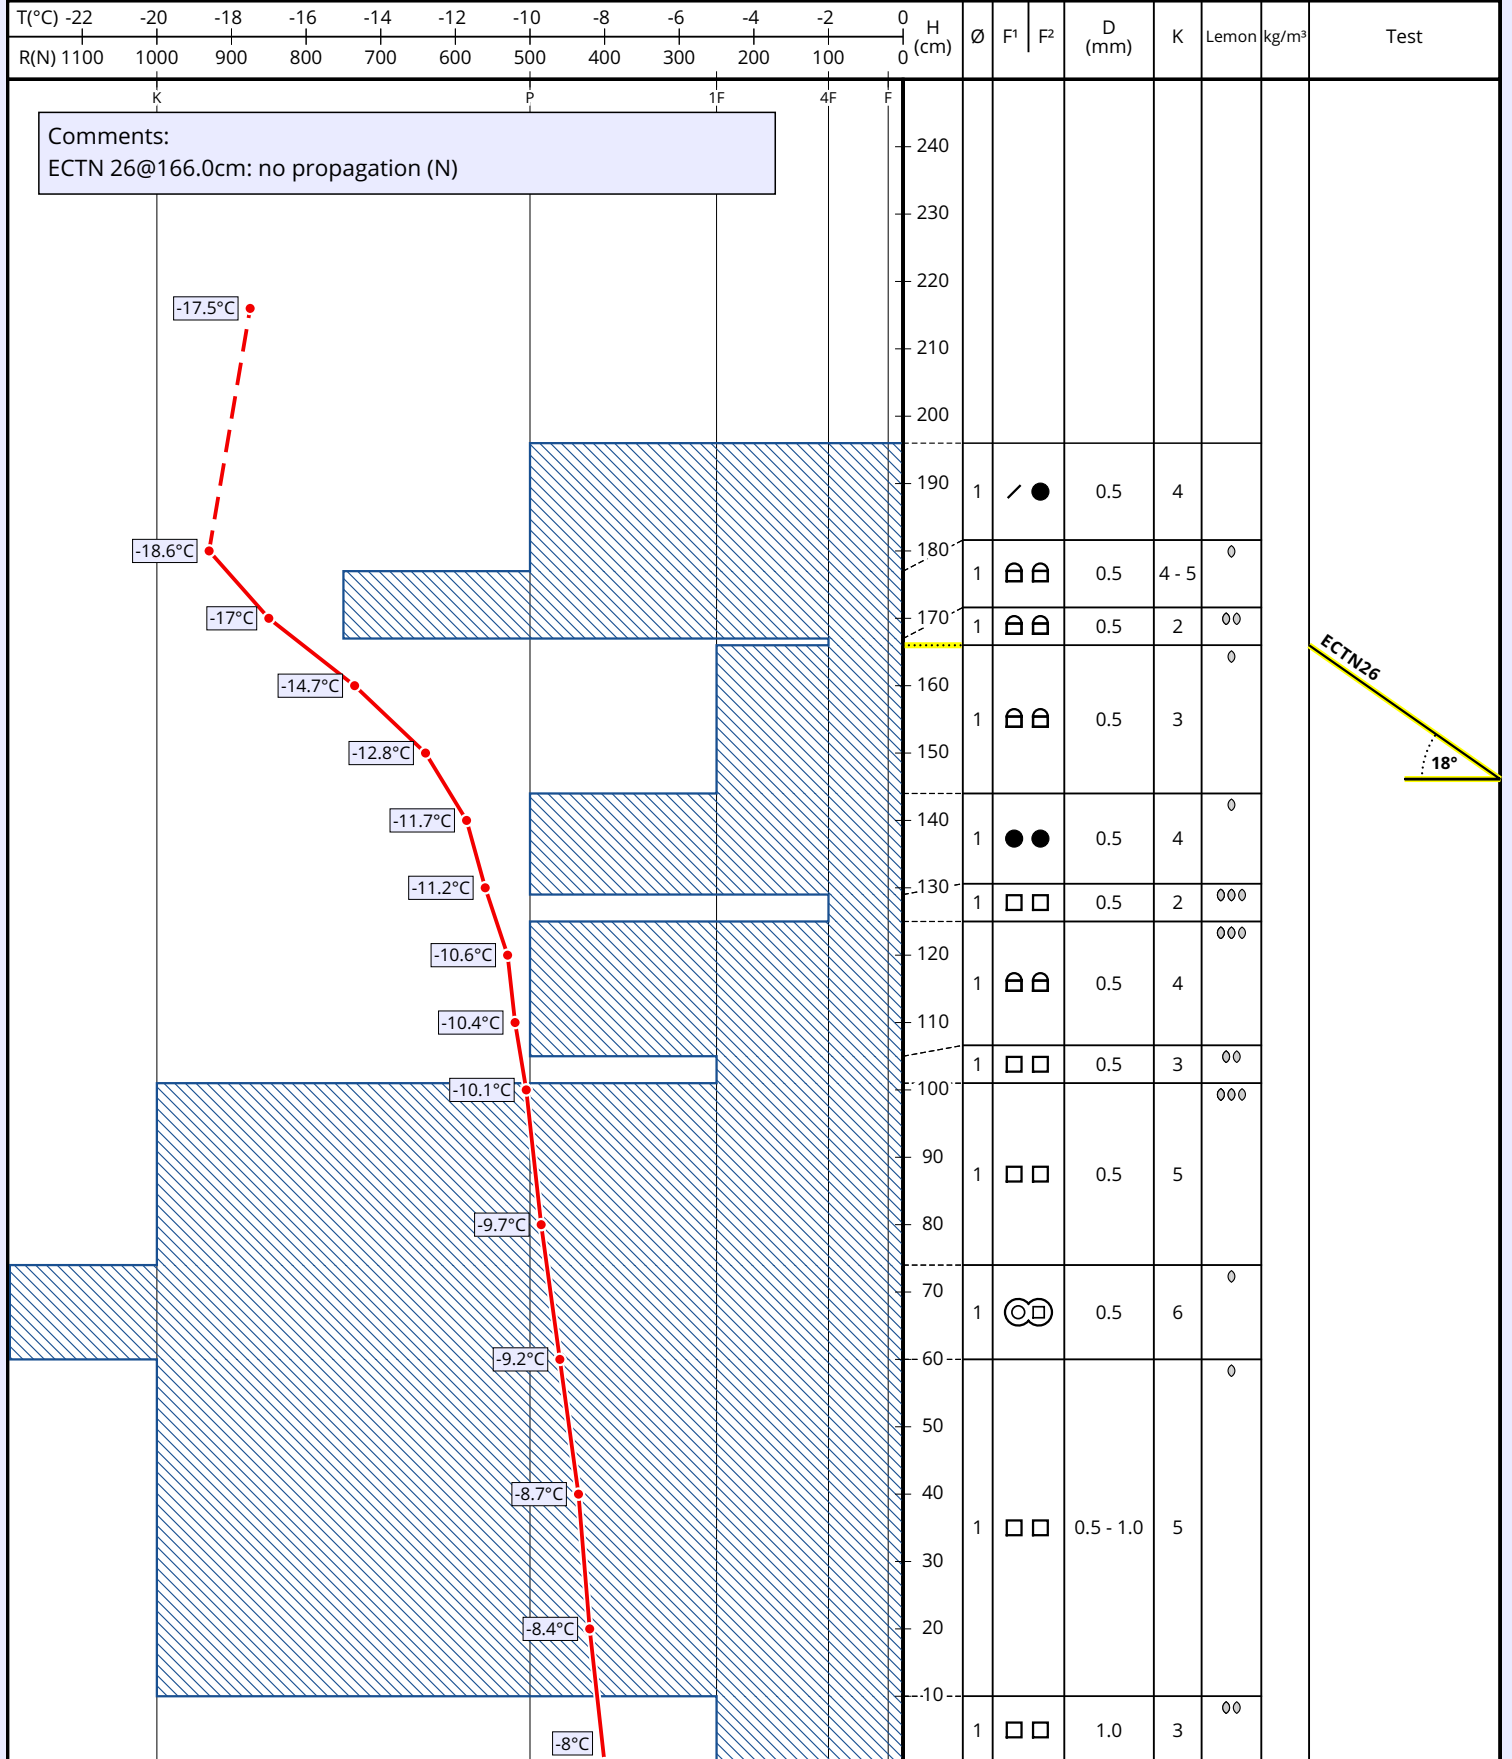 T(°C) -22 -20 -18 -16 -14 -12 -10 -8 -6 -4 -2 0
R(N) 1100 1000 900 800 700 600 500 400 300 200 100 0
H (cm) Ø F¹ F² D (mm) K Lemon kg/m³ Test
K P 1F 4F F
Comments:
ECTN 26@166.0cm: no propagation (N)
240
230
220
-17.5°C
210
200
190 1 0.5 4
-18.6°C 180
1 0.5 4 - 5
-17°C 170
1 0.5 2
ECTN26
-14.7°C 160
1 0.5 3
-12.8°C 150
18°
-11.7°C 140
1 0.5 4
-11.2°C 130
1 0.5 2
-10.6°C 120
1 0.5 4
-10.4°C 110
1 0.5 3
-10.1°C 100
90
1 0.5 5
-9.7°C 80
70
1 0.5 6
-9.2°C 60
50
-8.7°C 40
1 0.5 - 1.0 5
30
-8.4°C 20
10
1 1.0 3
-8°C